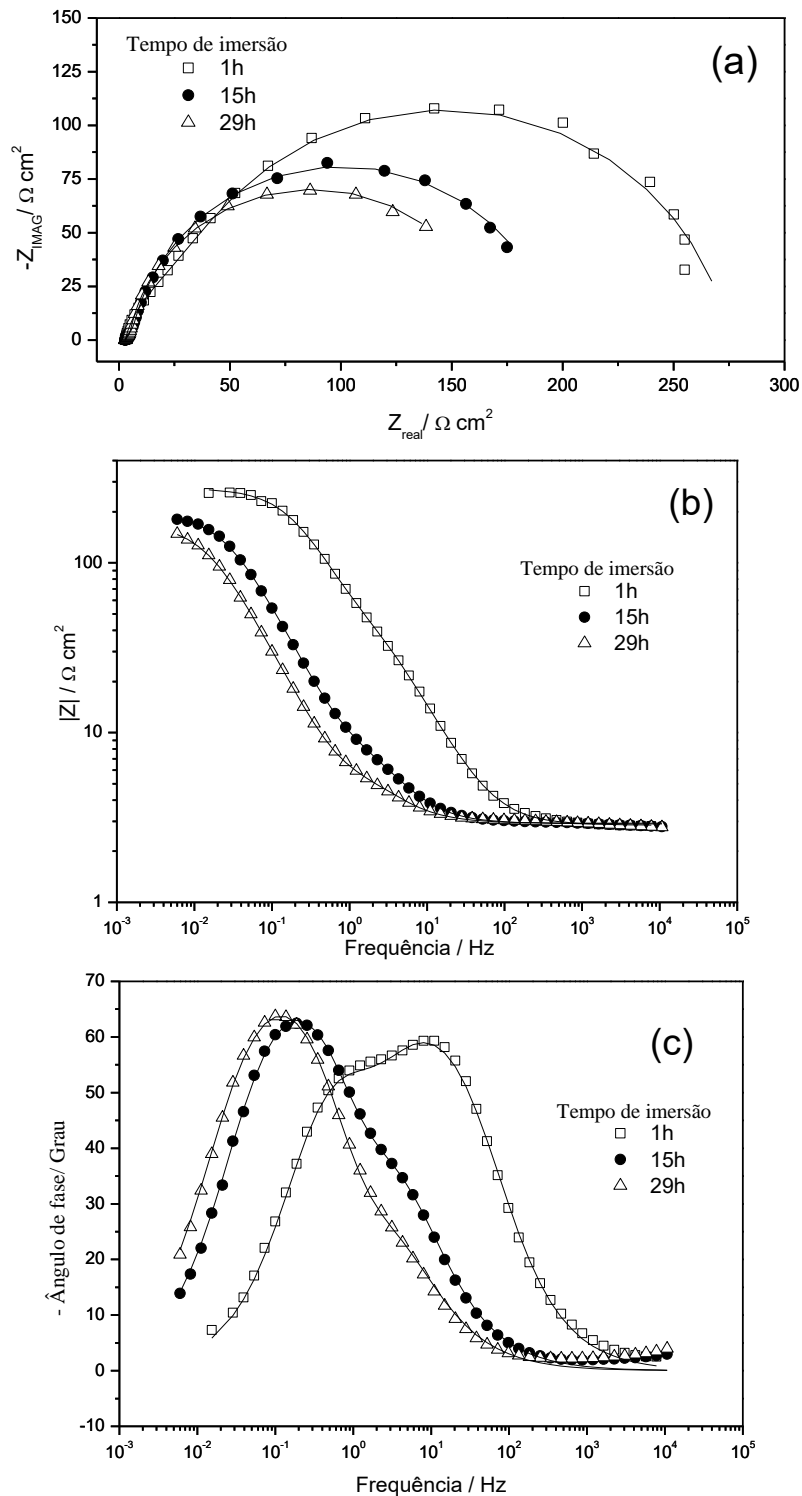 150
125
100
75
50
25
0
-Z_IMAG/ Ω cm²
Tempo de imersão
1h
15h
29h
(a)
0 50 100 150 200 250 300
Z_real/ Ω cm²
100
10
1
|Z| / Ω cm²
(b)
Tempo de imersão
1h
15h
29h
10⁻³ 10⁻² 10⁻¹ 10⁰ 10¹ 10² 10³ 10⁴ 10⁵
Frequência / Hz
70
60
50
40
30
20
10
0
-10
- Ângulo de fase/ Grau
(c)
Tempo de imersão
1h
15h
29h
10⁻³ 10⁻² 10⁻¹ 10⁰ 10¹ 10² 10³ 10⁴ 10⁵
Frequência / Hz